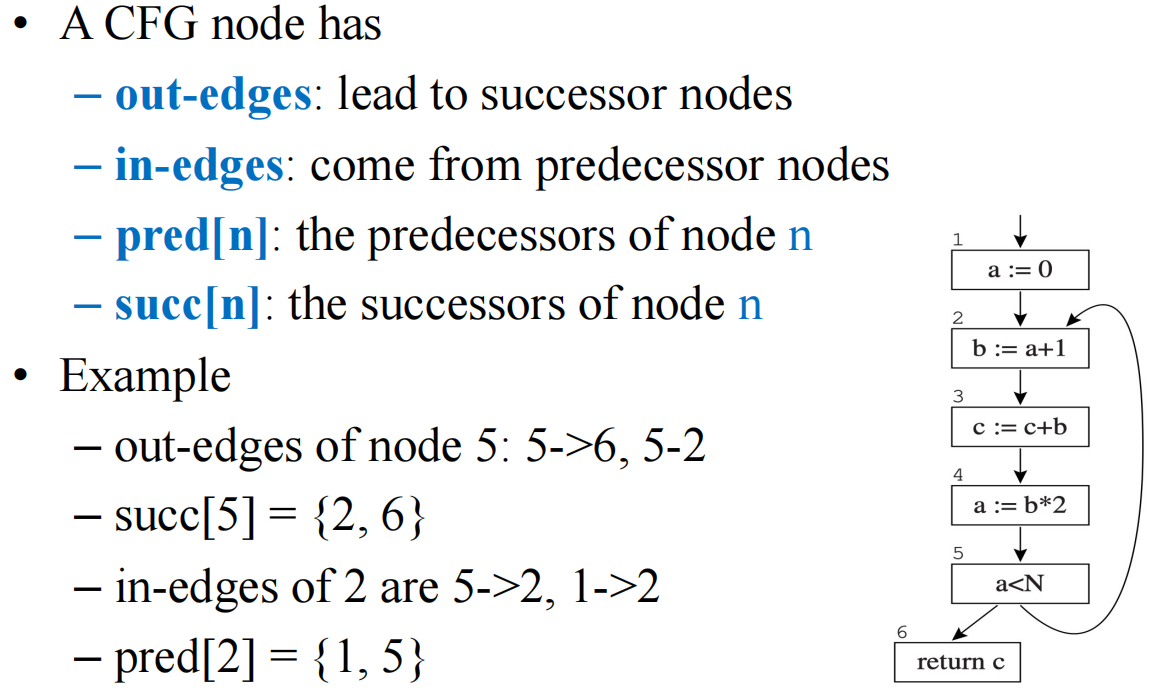 • A CFG node has
– out-edges: lead to successor nodes
– in-edges: come from predecessor nodes
– pred[n]: the predecessors of node n
– succ[n]: the successors of node n
• Example
– out-edges of node 5: 5->6, 5-2
– succ[5] = {2, 6}
– in-edges of 2 are 5->2, 1->2
– pred[2] = {1, 5}
1
a := 0
2
b := a+1
3
c := c+b
4
a := b*2
5
a<N
6
return c